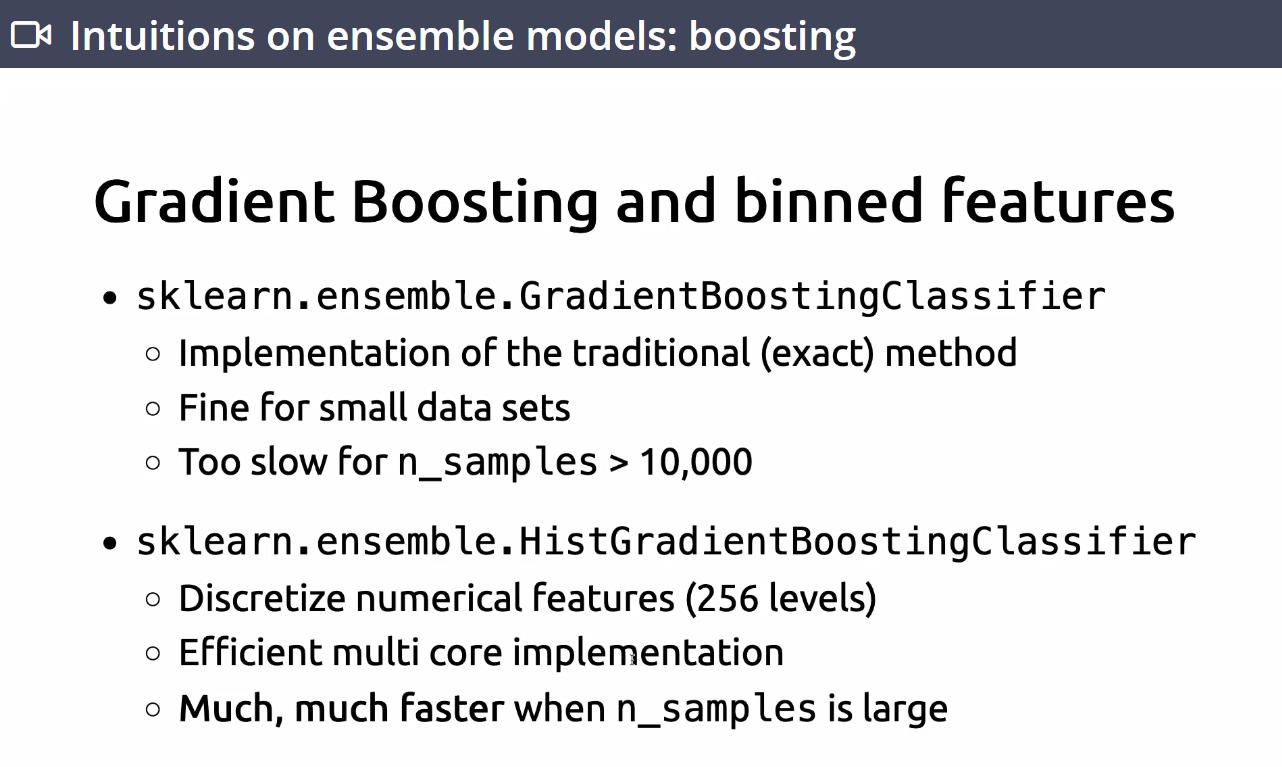 Intuitions on ensemble models: boosting
Gradient Boosting and binned features
• sklearn.ensemble.GradientBoostingClassifier
○ Implementation of the traditional (exact) method
○ Fine for small data sets
○ Too slow for n_samples > 10,000
• sklearn.ensemble.HistGradientBoostingClassifier
○ Discretize numerical features (256 levels)
○ Efficient multi core implementation
○ Much, much faster when n_samples is large